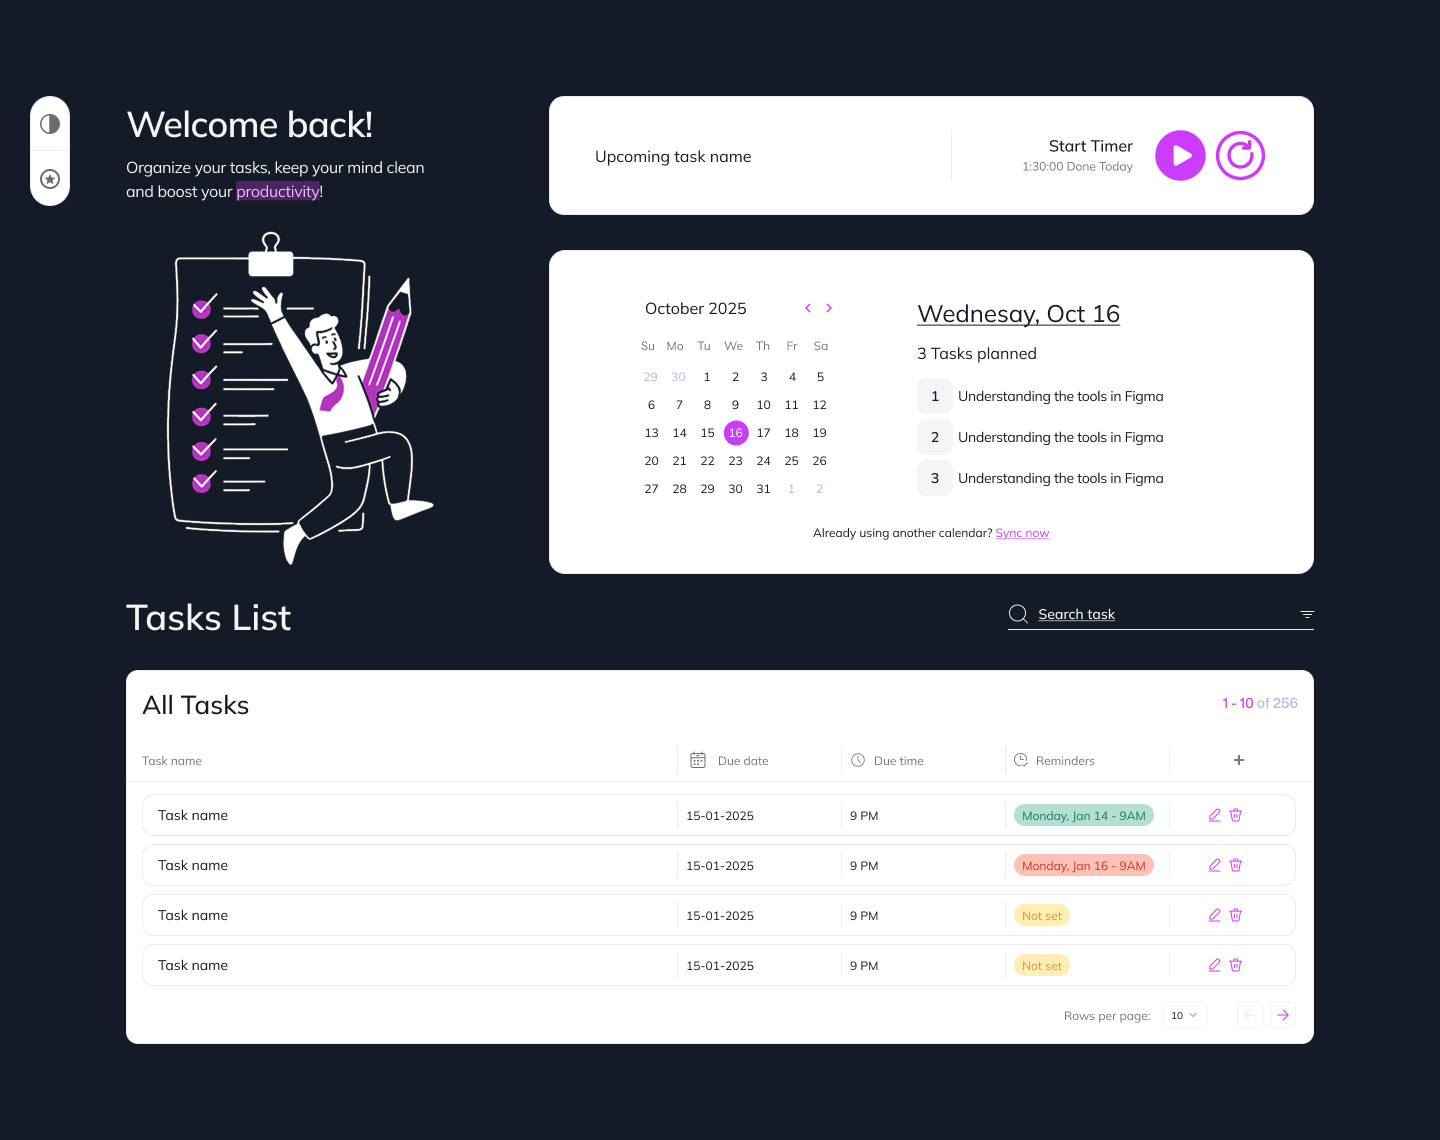 Welcome back!
Organize your tasks, keep your mind clean
and boost your productivity!
Upcoming task name
Start Timer
1:30:00 Done Today
October 2025
Su Mo Tu We Th Fr Sa
29 30 1 2 3 4 5
6 7 8 9 10 11 12
13 14 15 16 17 18 19
20 21 22 23 24 25 26
27 28 29 30 31 1 2
Wednesay, Oct 16
3 Tasks planned
1 Understanding the tools in Figma
2 Understanding the tools in Figma
3 Understanding the tools in Figma
Already using another calendar? Sync now
Tasks List
Search task
All Tasks
1 - 10 of 256
Task name Due date Due time Reminders +
Task name 15-01-2025 9 PM Monday, Jan 14 - 9AM
Task name 15-01-2025 9 PM Monday, Jan 16 - 9AM
Task name 15-01-2025 9 PM Not set
Task name 15-01-2025 9 PM Not set
Rows per page: 10